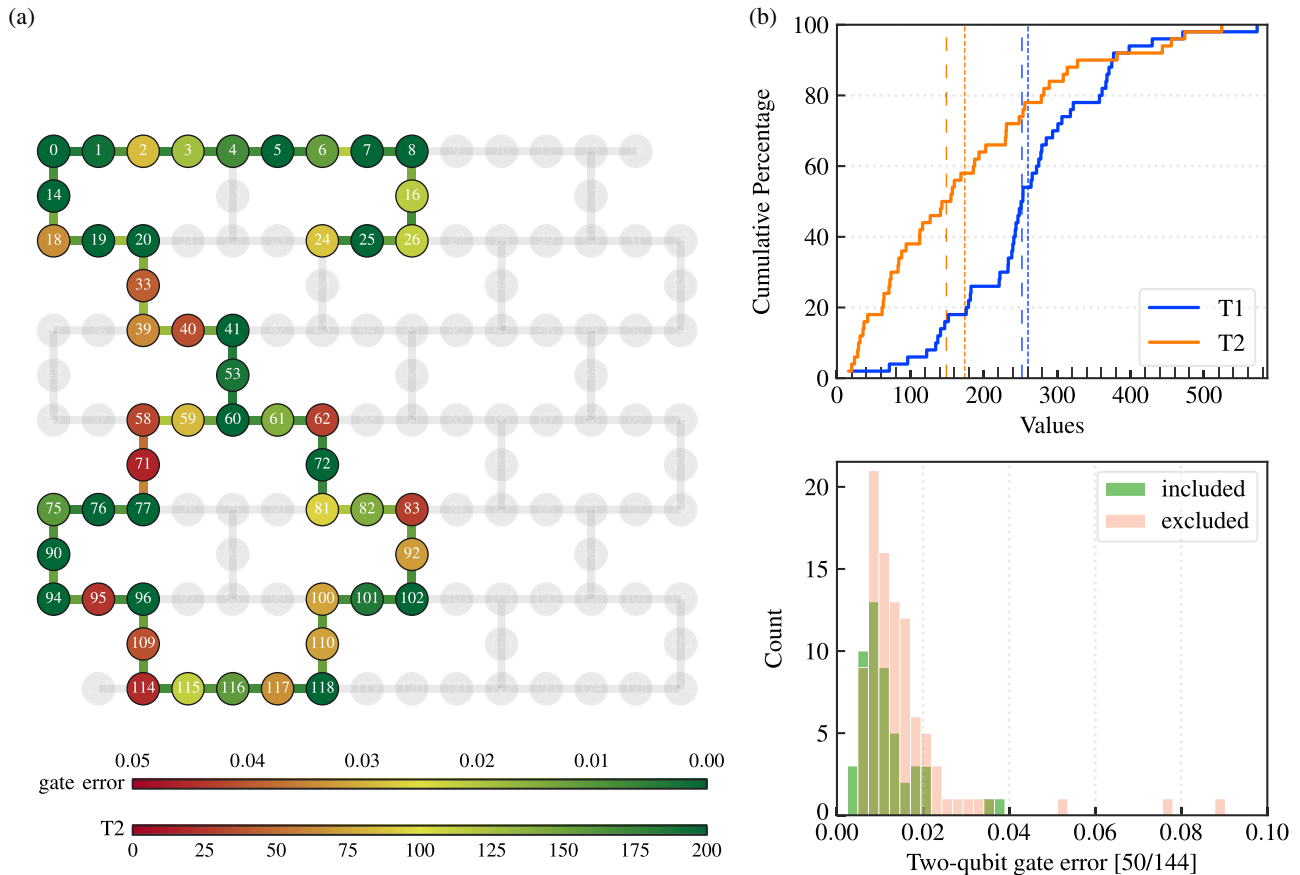 (a)
0 1 2 3 4 5 6 7 8
14 16
18 19 20 24 25 26
33
39 40 41
53
58 59 60 61 62
71 72
75 76 77 81 82 83
90 92
94 95 96 100 101 102
109 110
114 115 116 117 118
0.05 0.04 0.03 0.02 0.01 0.00
gate error
T2
0 25 50 75 100 125 150 175 200
(b)
100
80
60
40
20
0
Cumulative Percentage
T1
T2
0 100 200 300 400 500
Values
20
15
10
5
0
Count
included
excluded
0.00 0.02 0.04 0.06 0.08 0.10
Two-qubit gate error [50/144]